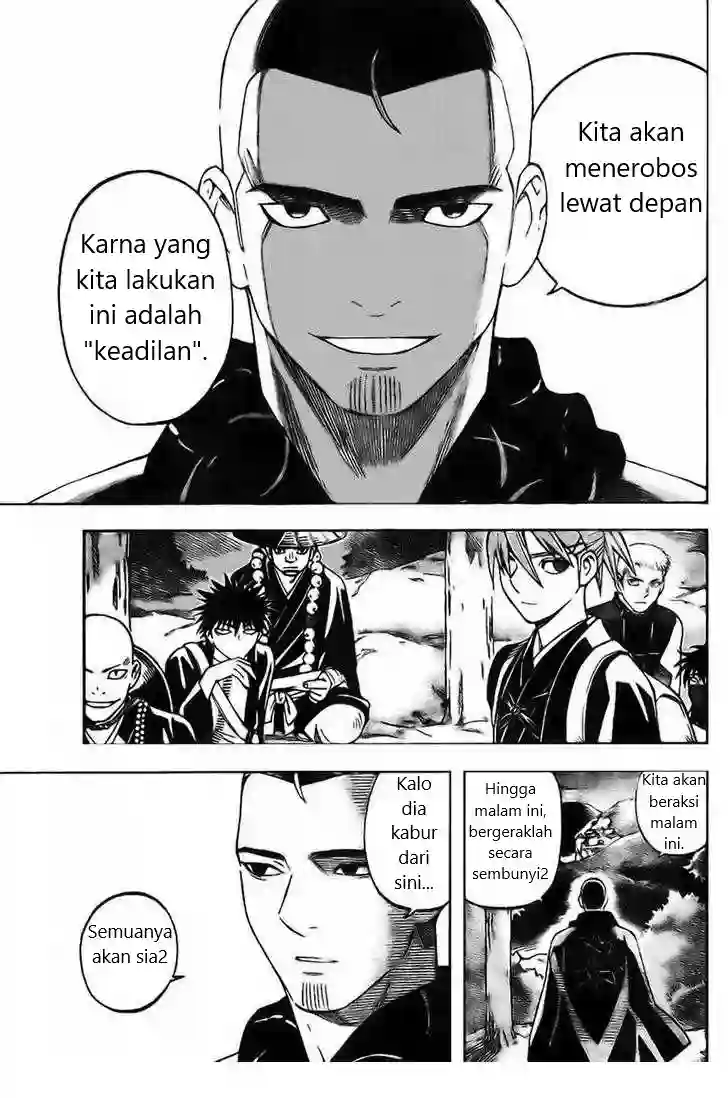 Kita akan
menerobos
lewat depan
Karna yang
kita lakukan
ini adalah
"keadilan".
Kita akan
beraksi
malam
ini.
Hingga
malam ini,
bergeraklah
secara
sembunyi2
Kalo
dia
kabur
dari
sini...
Semuanya
akan sia2